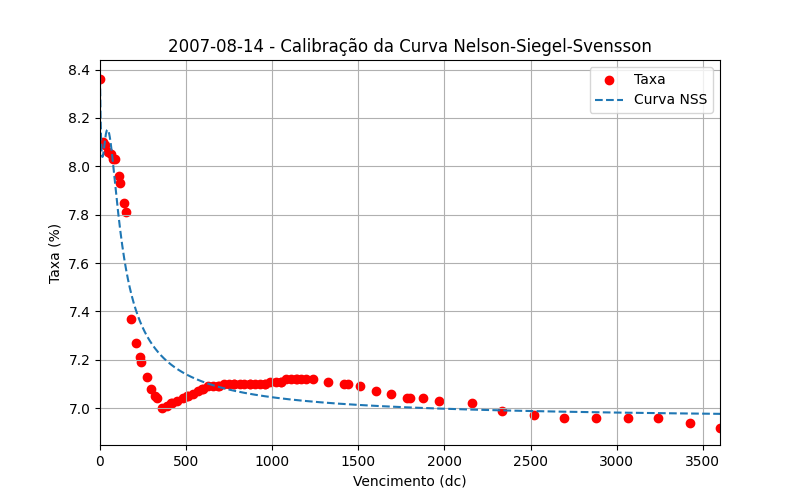 2007-08-14 - Calibração da Curva Nelson-Siegel-Svensson
Taxa
Curva NSS
Taxa (%)
8.4
8.2
8.0
7.8
7.6
7.4
7.2
7.0
0 500 1000 1500 2000 2500 3000 3500
Vencimento (dc)